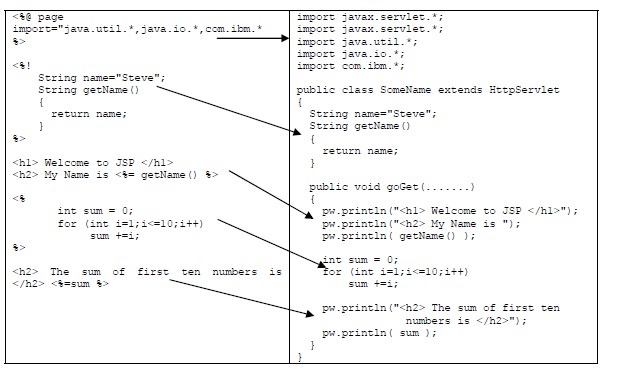 <%@ page
import="java.util.*,java.io.*,com.ibm.*
%>
<%!
String name="Steve";
String getName()
{
return name;
}
%>
<h1> Welcome to JSP </h1>
<h2> My Name is <%= getName() %>
<%
int sum = 0;
for (int i=1;i<=10;i++)
sum +=i;
%>
<h2> The sum of first ten numbers is
</h2> <%=sum %>
import javax.servlet.*;
import javax.servlet.*;
import java.util.*;
import java.io.*;
import com.ibm.*;
public class SomeName extends HttpServlet
{
String name="Steve";
String getName()
{
return name;
}
public void goGet(.......)
{
pw.println("<h1> Welcome to JSP </h1>");
pw.println("<h2> My Name is ");
pw.println( getName() );
int sum = 0;
for (int i=1;i<=10;i++)
sum +=i;
pw.println("<h2> The sum of first ten
numbers is </h2>");
pw.println( sum );
}
}